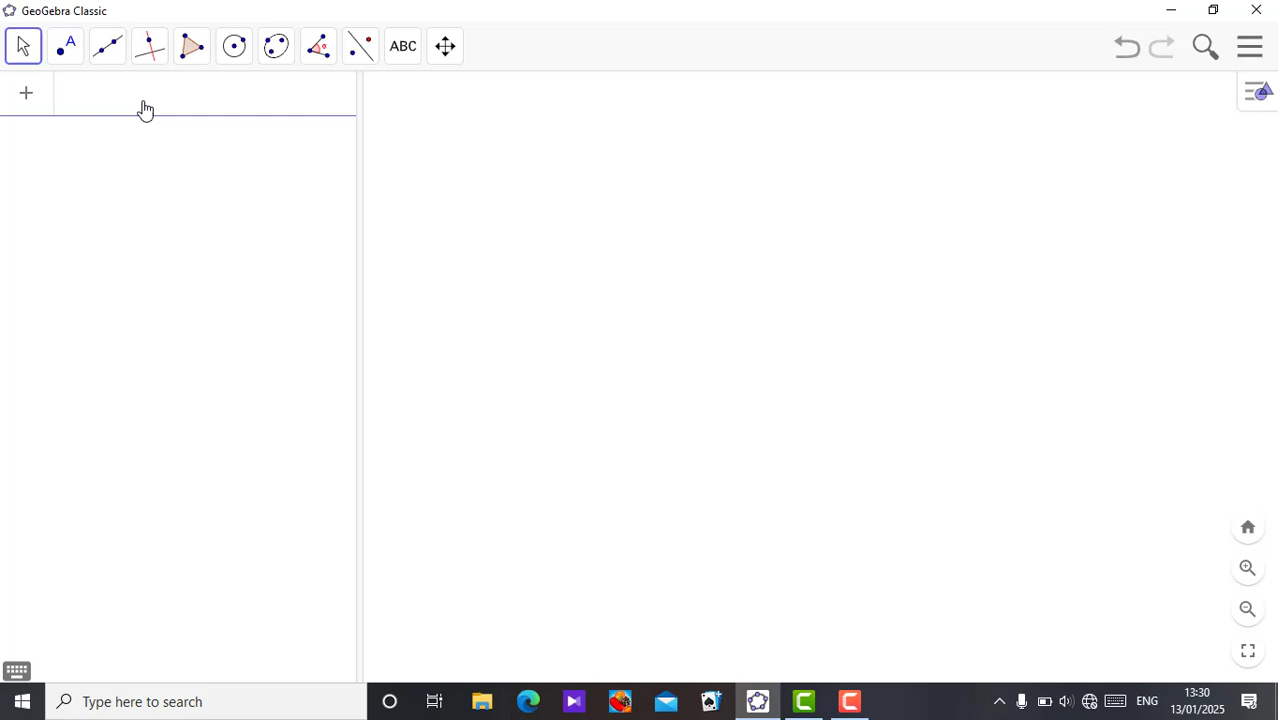 GeoGebra Classic
A
ABC
Type here to search
ENG
13:30
13/01/2025